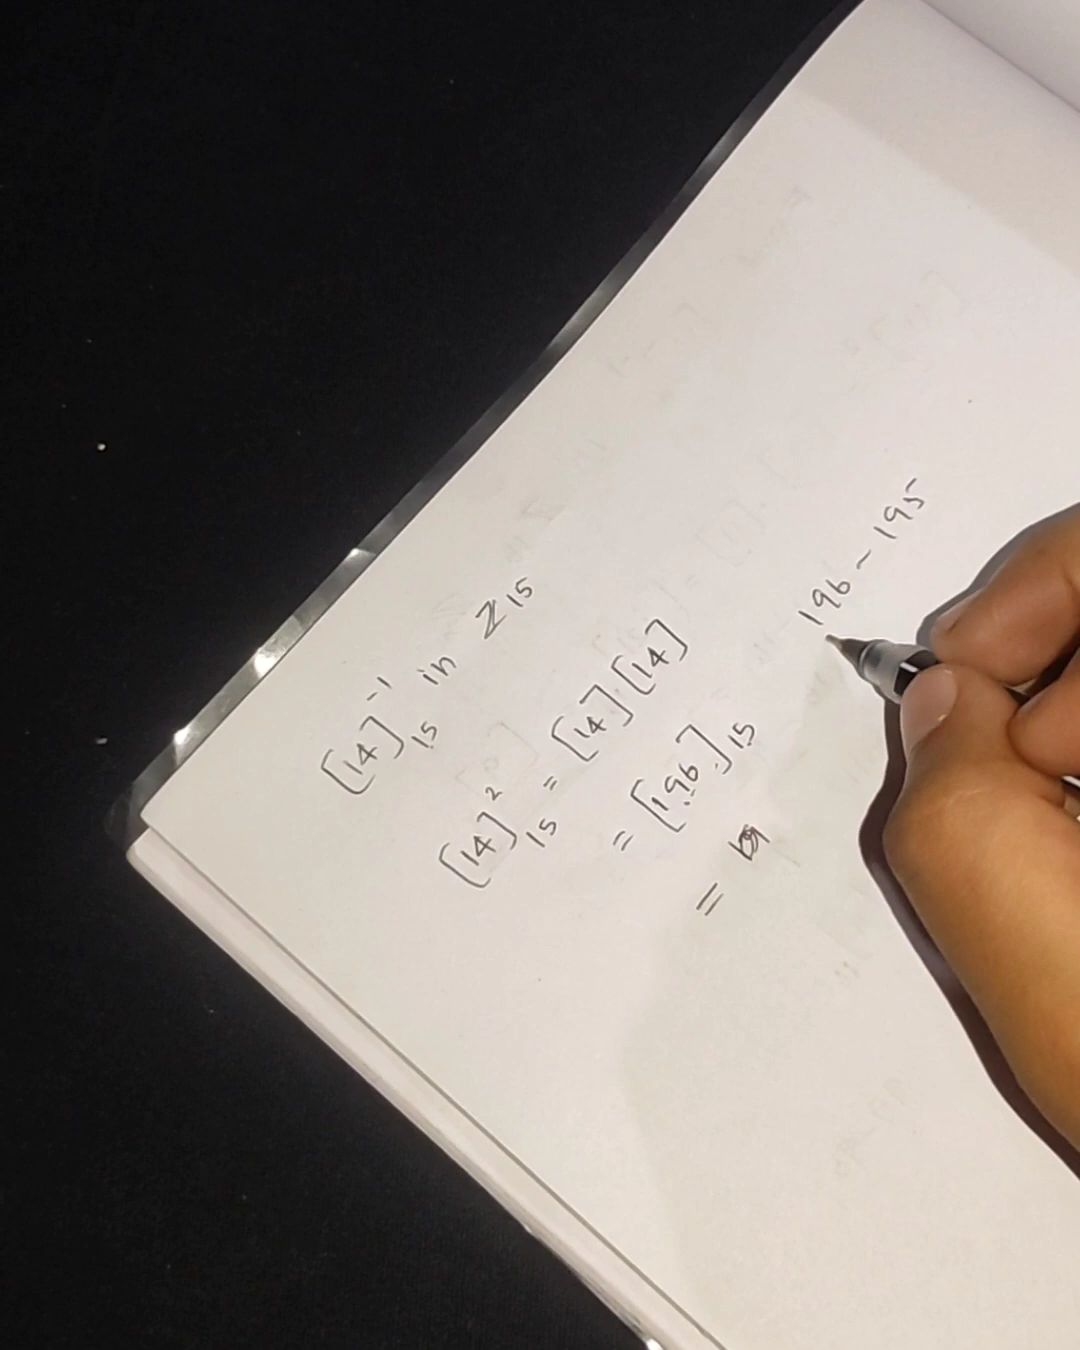 [14]⁻¹₁₅ in Z₁₅
[14]²₁₅ = [14].[14]
= [196]₁₅
196 - 195
=